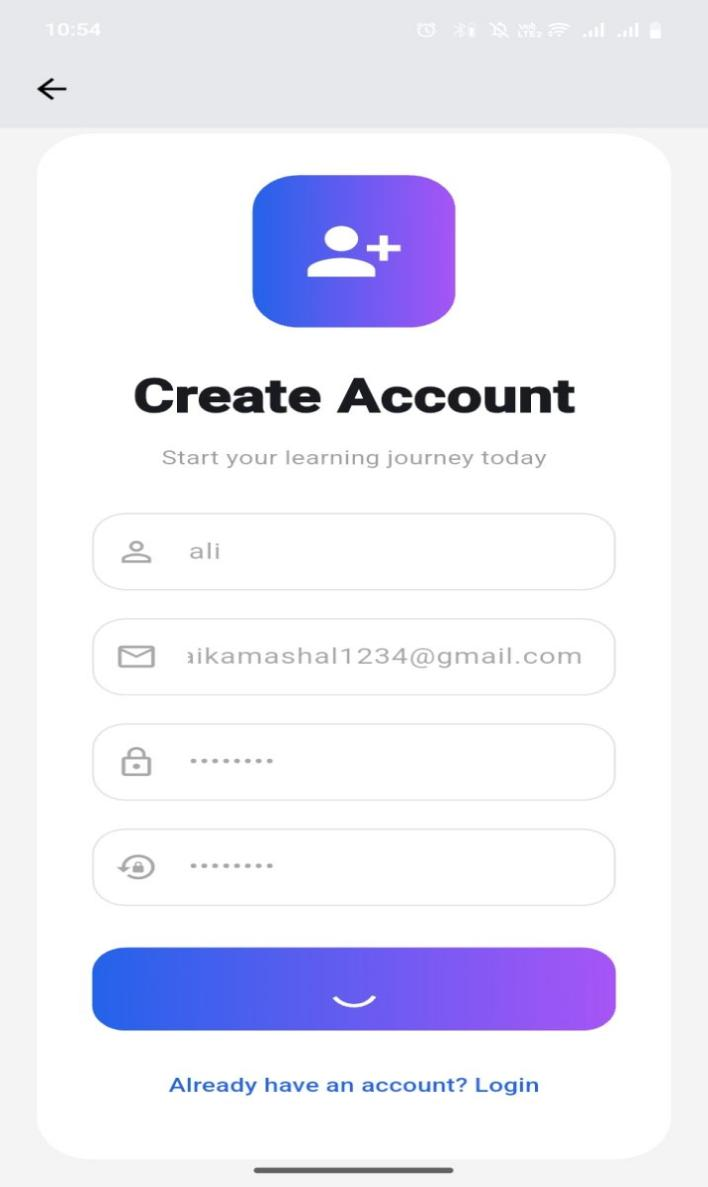 10:54
Create Account
Start your learning journey today
ali
aikamashal1234@gmail.com
••••••••
••••••••
Already have an account? Login